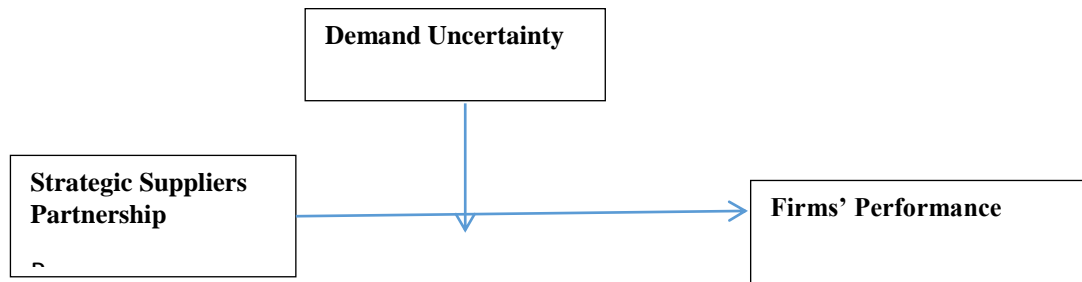 Demand Uncertainty
Strategic Suppliers
Partnership
Firms’ Performance